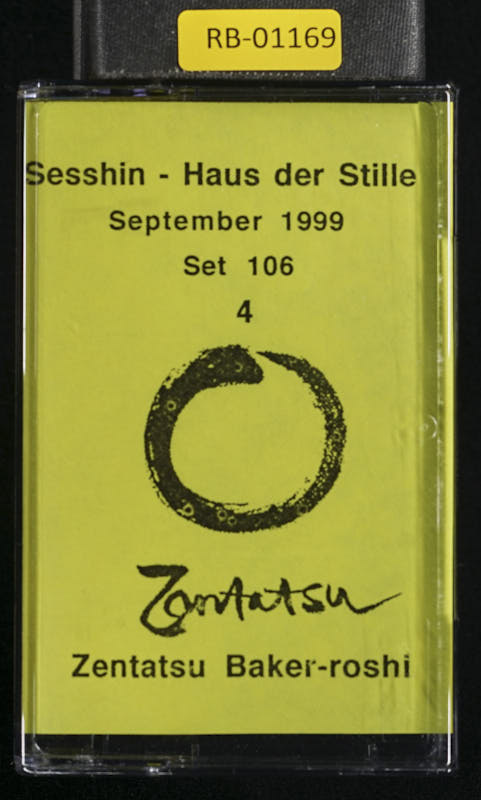 RB-01169
Sesshin - Haus der Stille
September 1999
Set 106
4
Zentatsu
Zentatsu Baker-roshi